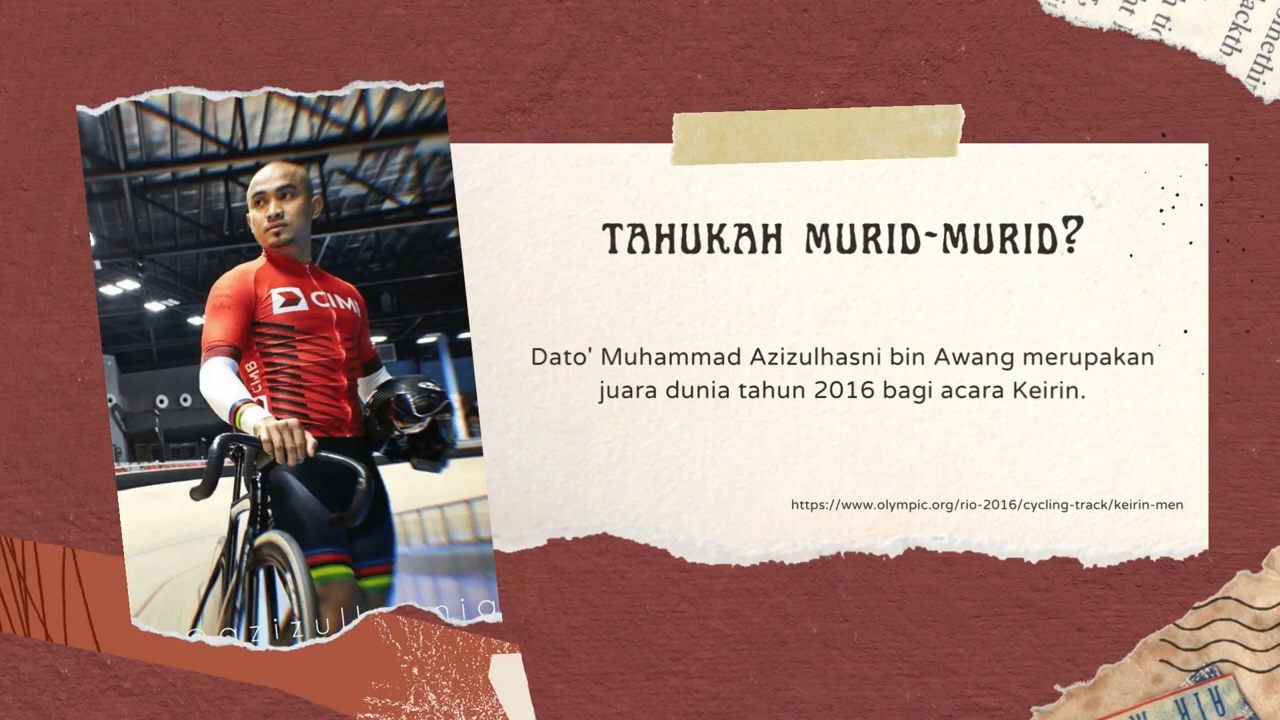 TAHUKAH MURID-MURID?
Dato' Muhammad Azizulhasni bin Awang merupakan
juara dunia tahun 2016 bagi acara Keirin.
https://www.olympic.org/rio-2016/cycling-track/keirin-men
CIMB
AIR